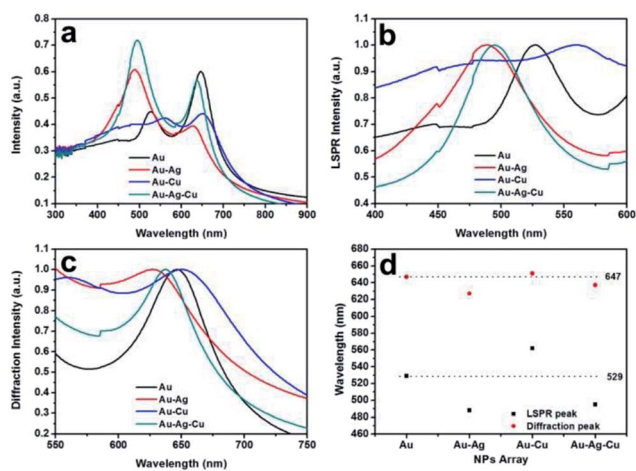 a
Intensity (a.u.)
0.8
0.7
0.6
0.5
0.4
0.3
0.2
0.1
Au
Au-Ag
Au-Cu
Au-Ag-Cu
300 400 500 600 700 800 900
Wavelength (nm)
b
LSPR Intensity (a.u.)
1.1
1.0
0.9
0.8
0.7
0.6
0.5
0.4
Au
Au-Ag
Au-Cu
Au-Ag-Cu
400 450 500 550 600
Wavelength (nm)
c
Diffraction Intensity (a.u.)
1.1
1.0
0.9
0.8
0.7
0.6
0.5
0.4
0.3
0.2
Au
Au-Ag
Au-Cu
Au-Ag-Cu
550 600 650 700 750
Wavelength (nm)
d
Wavelength (nm)
680
660
640
620
600
580
560
540
520
500
480
460
647
529
LSPR peak
Diffraction peak
Au Au-Ag Au-Cu Au-Ag-Cu
NPs Array